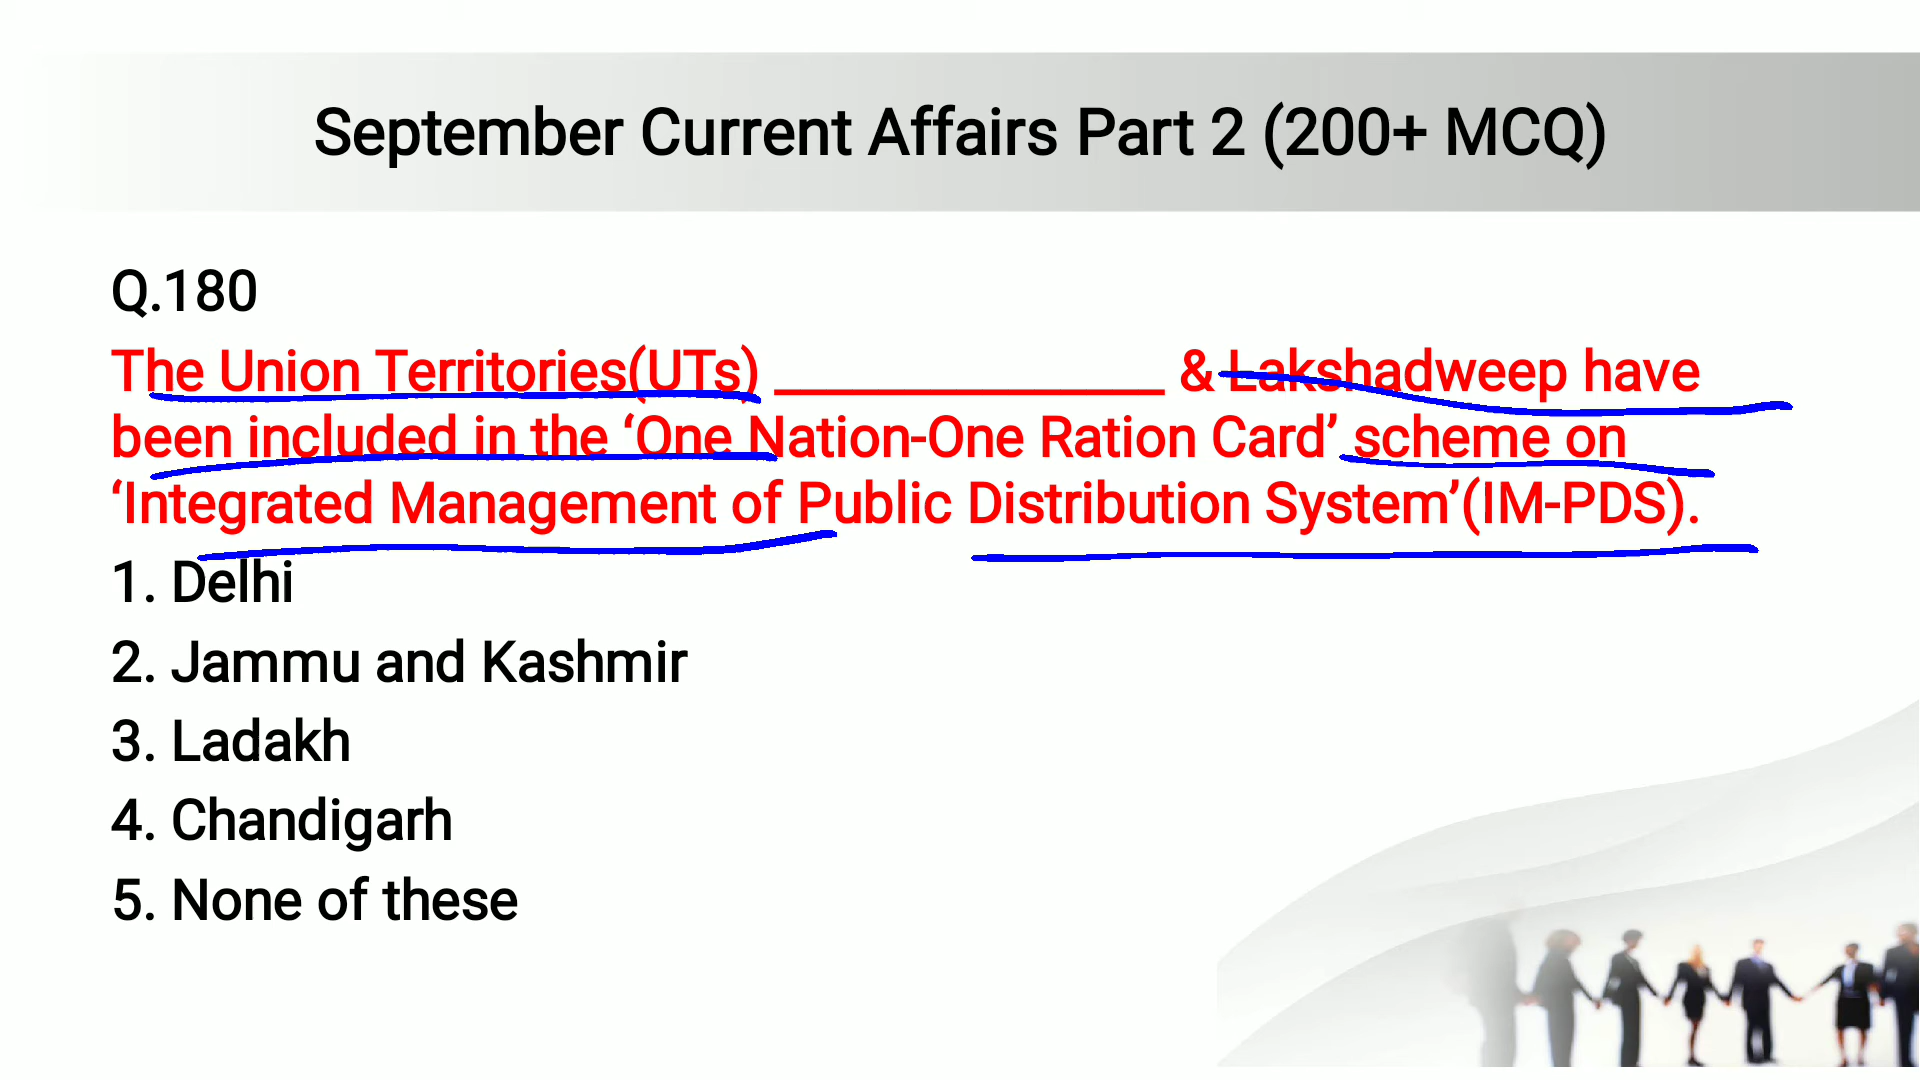 September Current Affairs Part 2 (200+ MCQ)
Q.180
The Union Territories(UTs) ______________ & Lakshadweep have
been included in the ‘One Nation-One Ration Card’ scheme on
‘Integrated Management of Public Distribution System’(IM-PDS).
1. Delhi
2. Jammu and Kashmir
3. Ladakh
4. Chandigarh
5. None of these